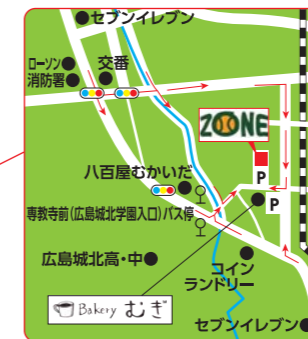 セブンイレブン
ローソン
消防署
交番
ZONE
P
八百屋むかいだ
P
専教寺前(広島城北学園入口)バス停
広島城北高・中
コイン
ランドリー
Bakery むぎ
セブンイレブン